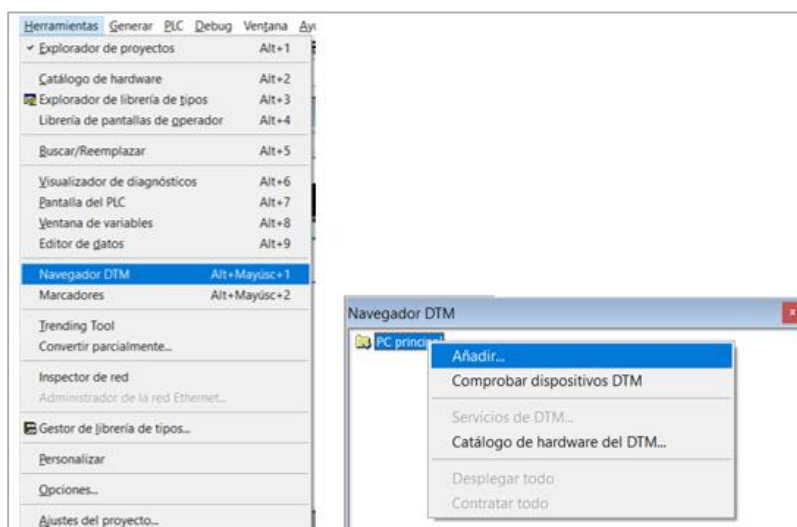 Herramientas Generar PLC Debug Ventana Ay
Explorador de proyectos Alt+1
Catálogo de hardware Alt+2
Explorador de librería de tipos Alt+3
Librería de pantallas de operador Alt+4
Buscar/Reemplazar Alt+5
Visualizador de diagnósticos Alt+6
Pantalla del PLC Alt+7
Ventana de variables Alt+8
Editor de datos Alt+9
Navegador DTM Alt+Mayúsc+1
Marcadores Alt+Mayúsc+2
Trending Tool
Convertir parcialmente...
Inspector de red
Administrador de la red Ethernet...
Gestor de librería de tipos...
Personalizar
Opciones...
Ajustes del proyecto...
Navegador DTM
PC principal
Añadir...
Comprobar dispositivos DTM
Servicios de DTM...
Catálogo de hardware del DTM...
Desplegar todo
Contratar todo